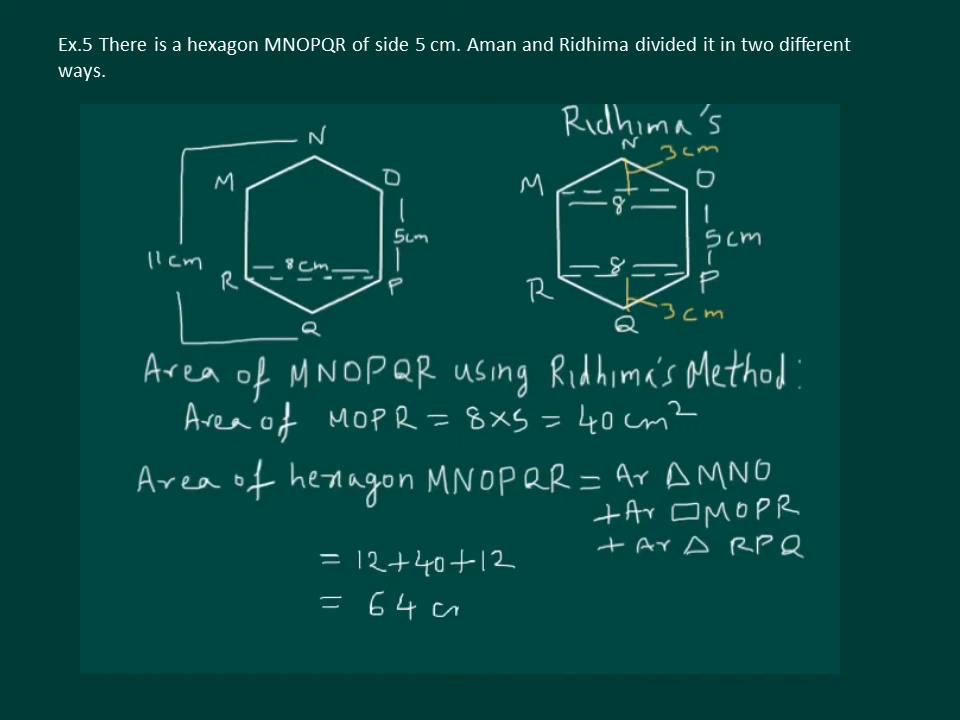 Ex.5 There is a hexagon MNOPQR of side 5 cm. Aman and Ridhima divided it in two different
ways.
Ridhima's
N
M
O
5cm
8cm
11cm
R
P
Q
N
3cm
M
O
8
5cm
8
R
P
3cm
Q
Area of MNOPQR using Ridhima's Method:
Area of MOPR = 8×5 = 40 cm²
Area of hexagon MNOPQR = Ar △MNO
+Ar □MOPR
+ Ar △ RPQ
= 12+40+12
= 64 cm